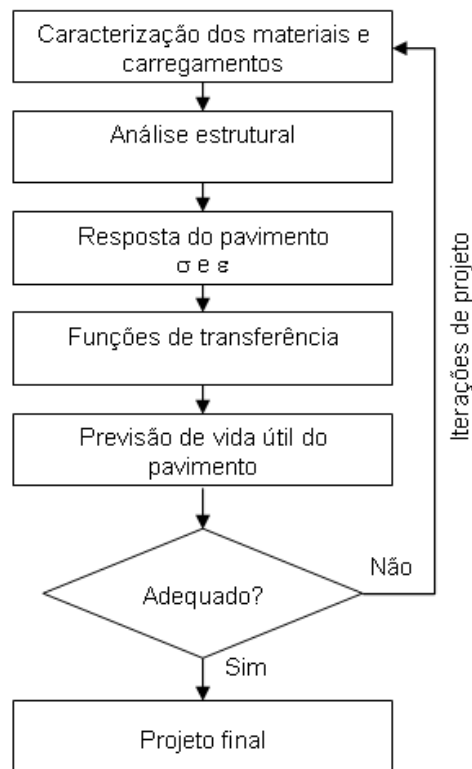 Caracterização dos materiais e
carregamentos
Análise estrutural
Resposta do pavimento
σ e ε
Funções de transferência
Previsão de vida útil do
pavimento
Adequado?
Não
Sim
Projeto final
Iterações de projeto